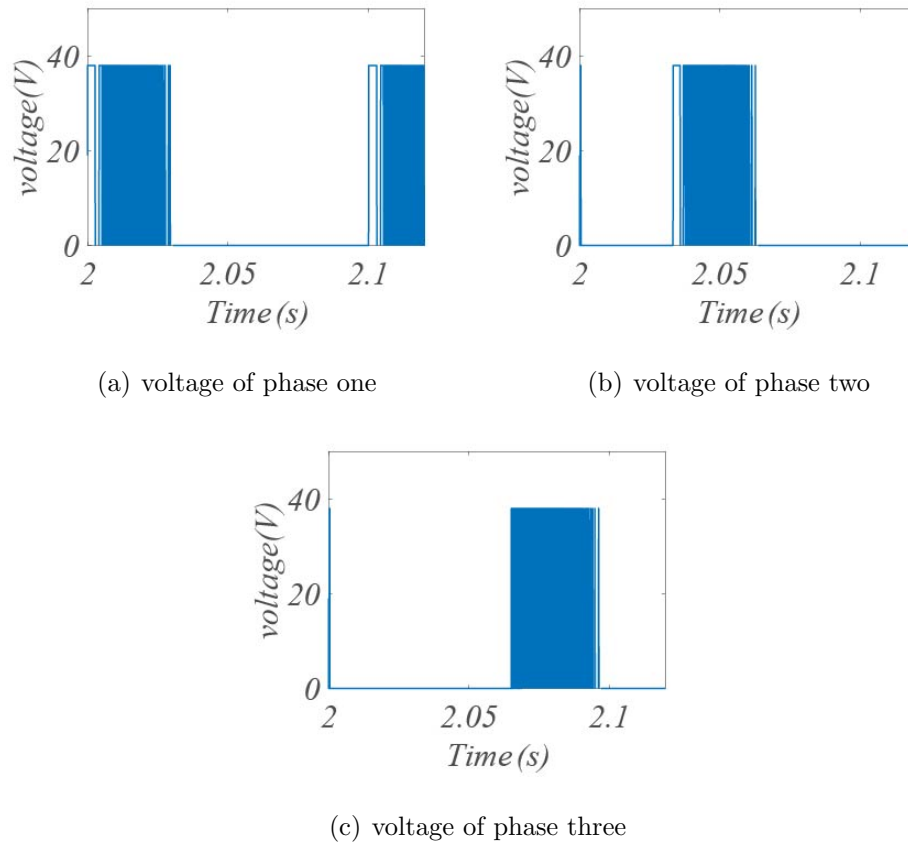 40
20
0
voltage(V)
2
2.05
2.1
Time(s)
(a) voltage of phase one
40
20
0
voltage(V)
2
2.05
2.1
Time(s)
(b) voltage of phase two
40
20
0
voltage(V)
2
2.05
2.1
Time(s)
(c) voltage of phase three